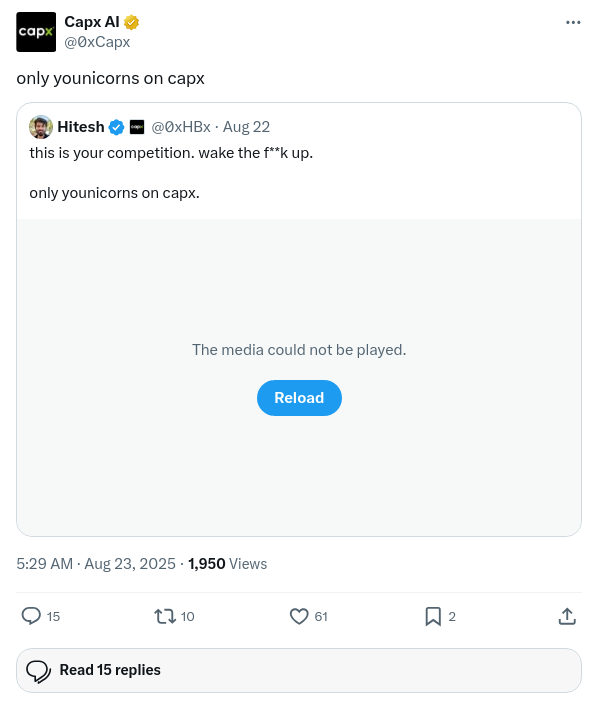 capx
Capx AI
@0xCapx
only younicorns on capx
Hitesh capx @0xHBx · Aug 22
this is your competition. wake the f**k up.
only younicorns on capx.
The media could not be played.
Reload
5:29 AM · Aug 23, 2025 · 1,950 Views
15 10 61 2
Read 15 replies